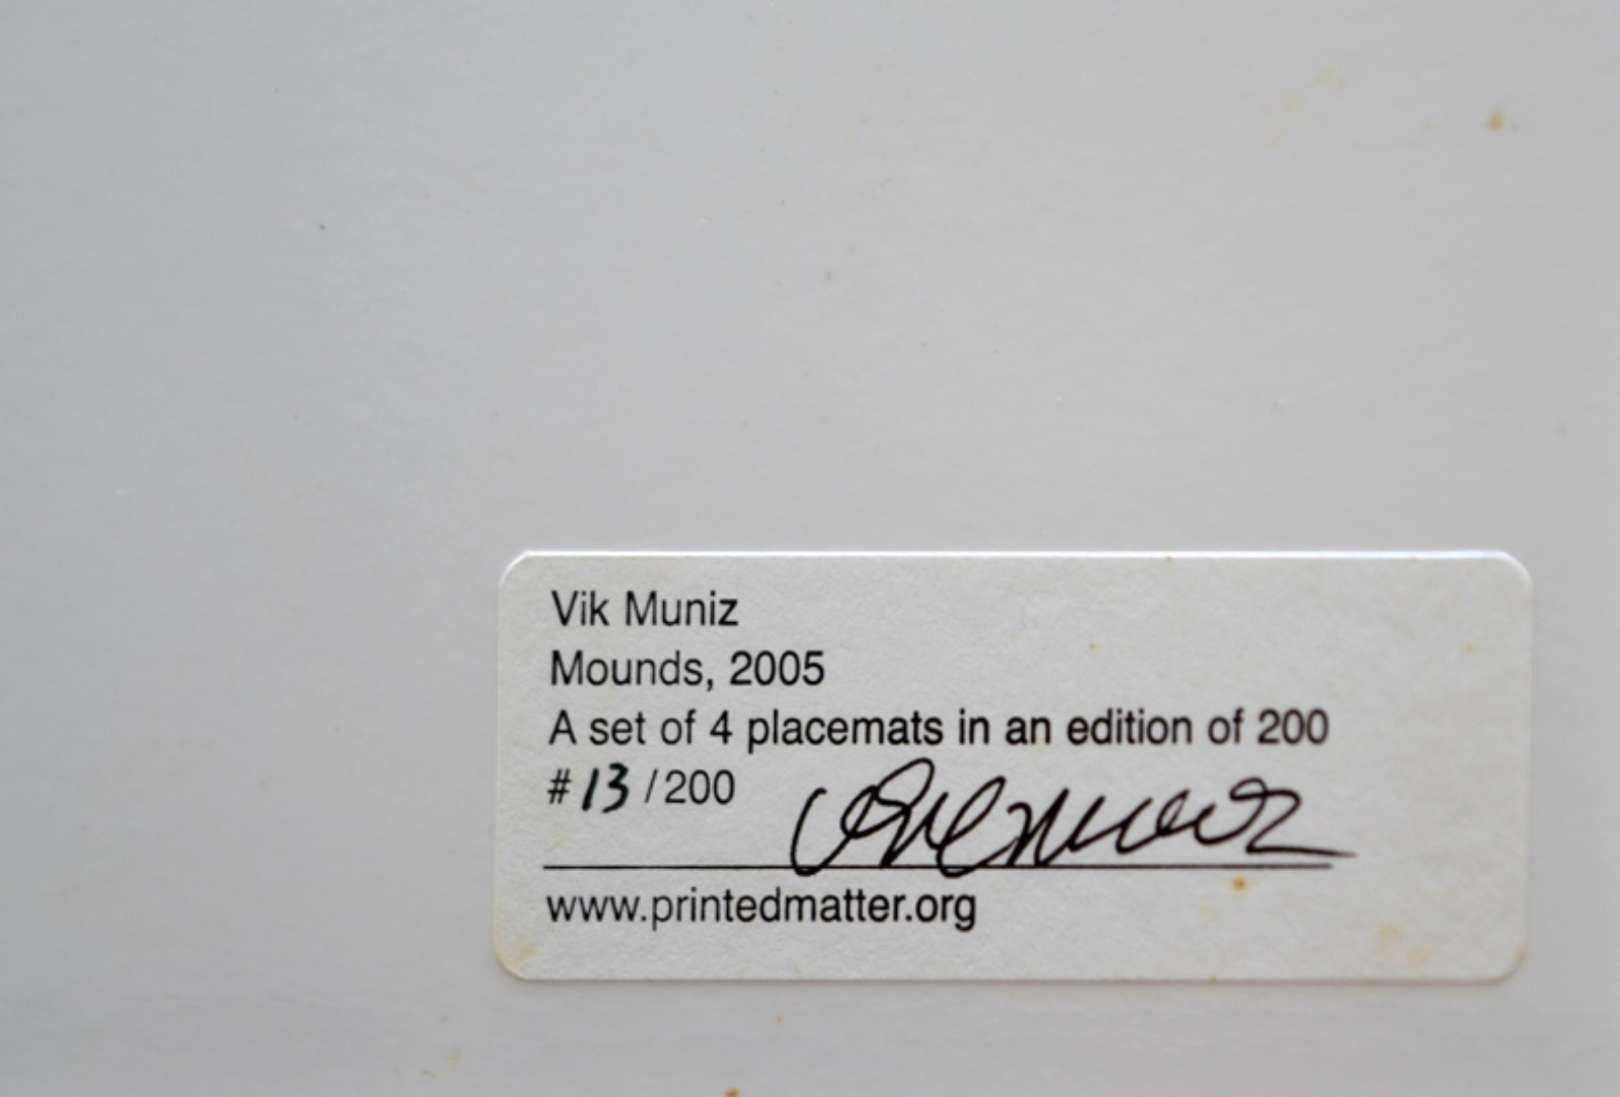 Vik Muniz
Mounds, 2005
A set of 4 placemats in an edition of 200
#13/200
www.printedmatter.org